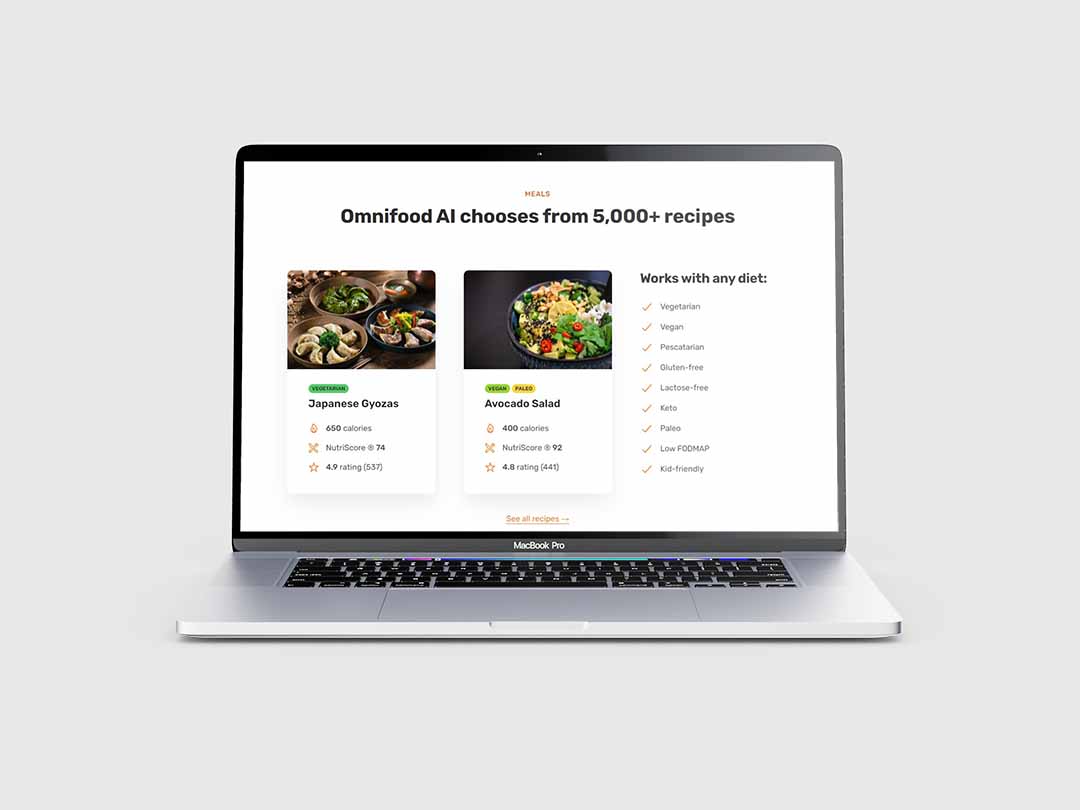 MEALS
Omnifood AI chooses from 5,000+ recipes
VEGETARIAN
Japanese Gyozas
650 calories
NutriScore ® 74
4.9 rating (537)
VEGAN PALEO
Avocado Salad
400 calories
NutriScore ® 92
4.8 rating (441)
Works with any diet:
Vegetarian
Vegan
Pescatarian
Gluten-free
Lactose-free
Keto
Paleo
Low FODMAP
Kid-friendly
See all recipes →
MacBook Pro